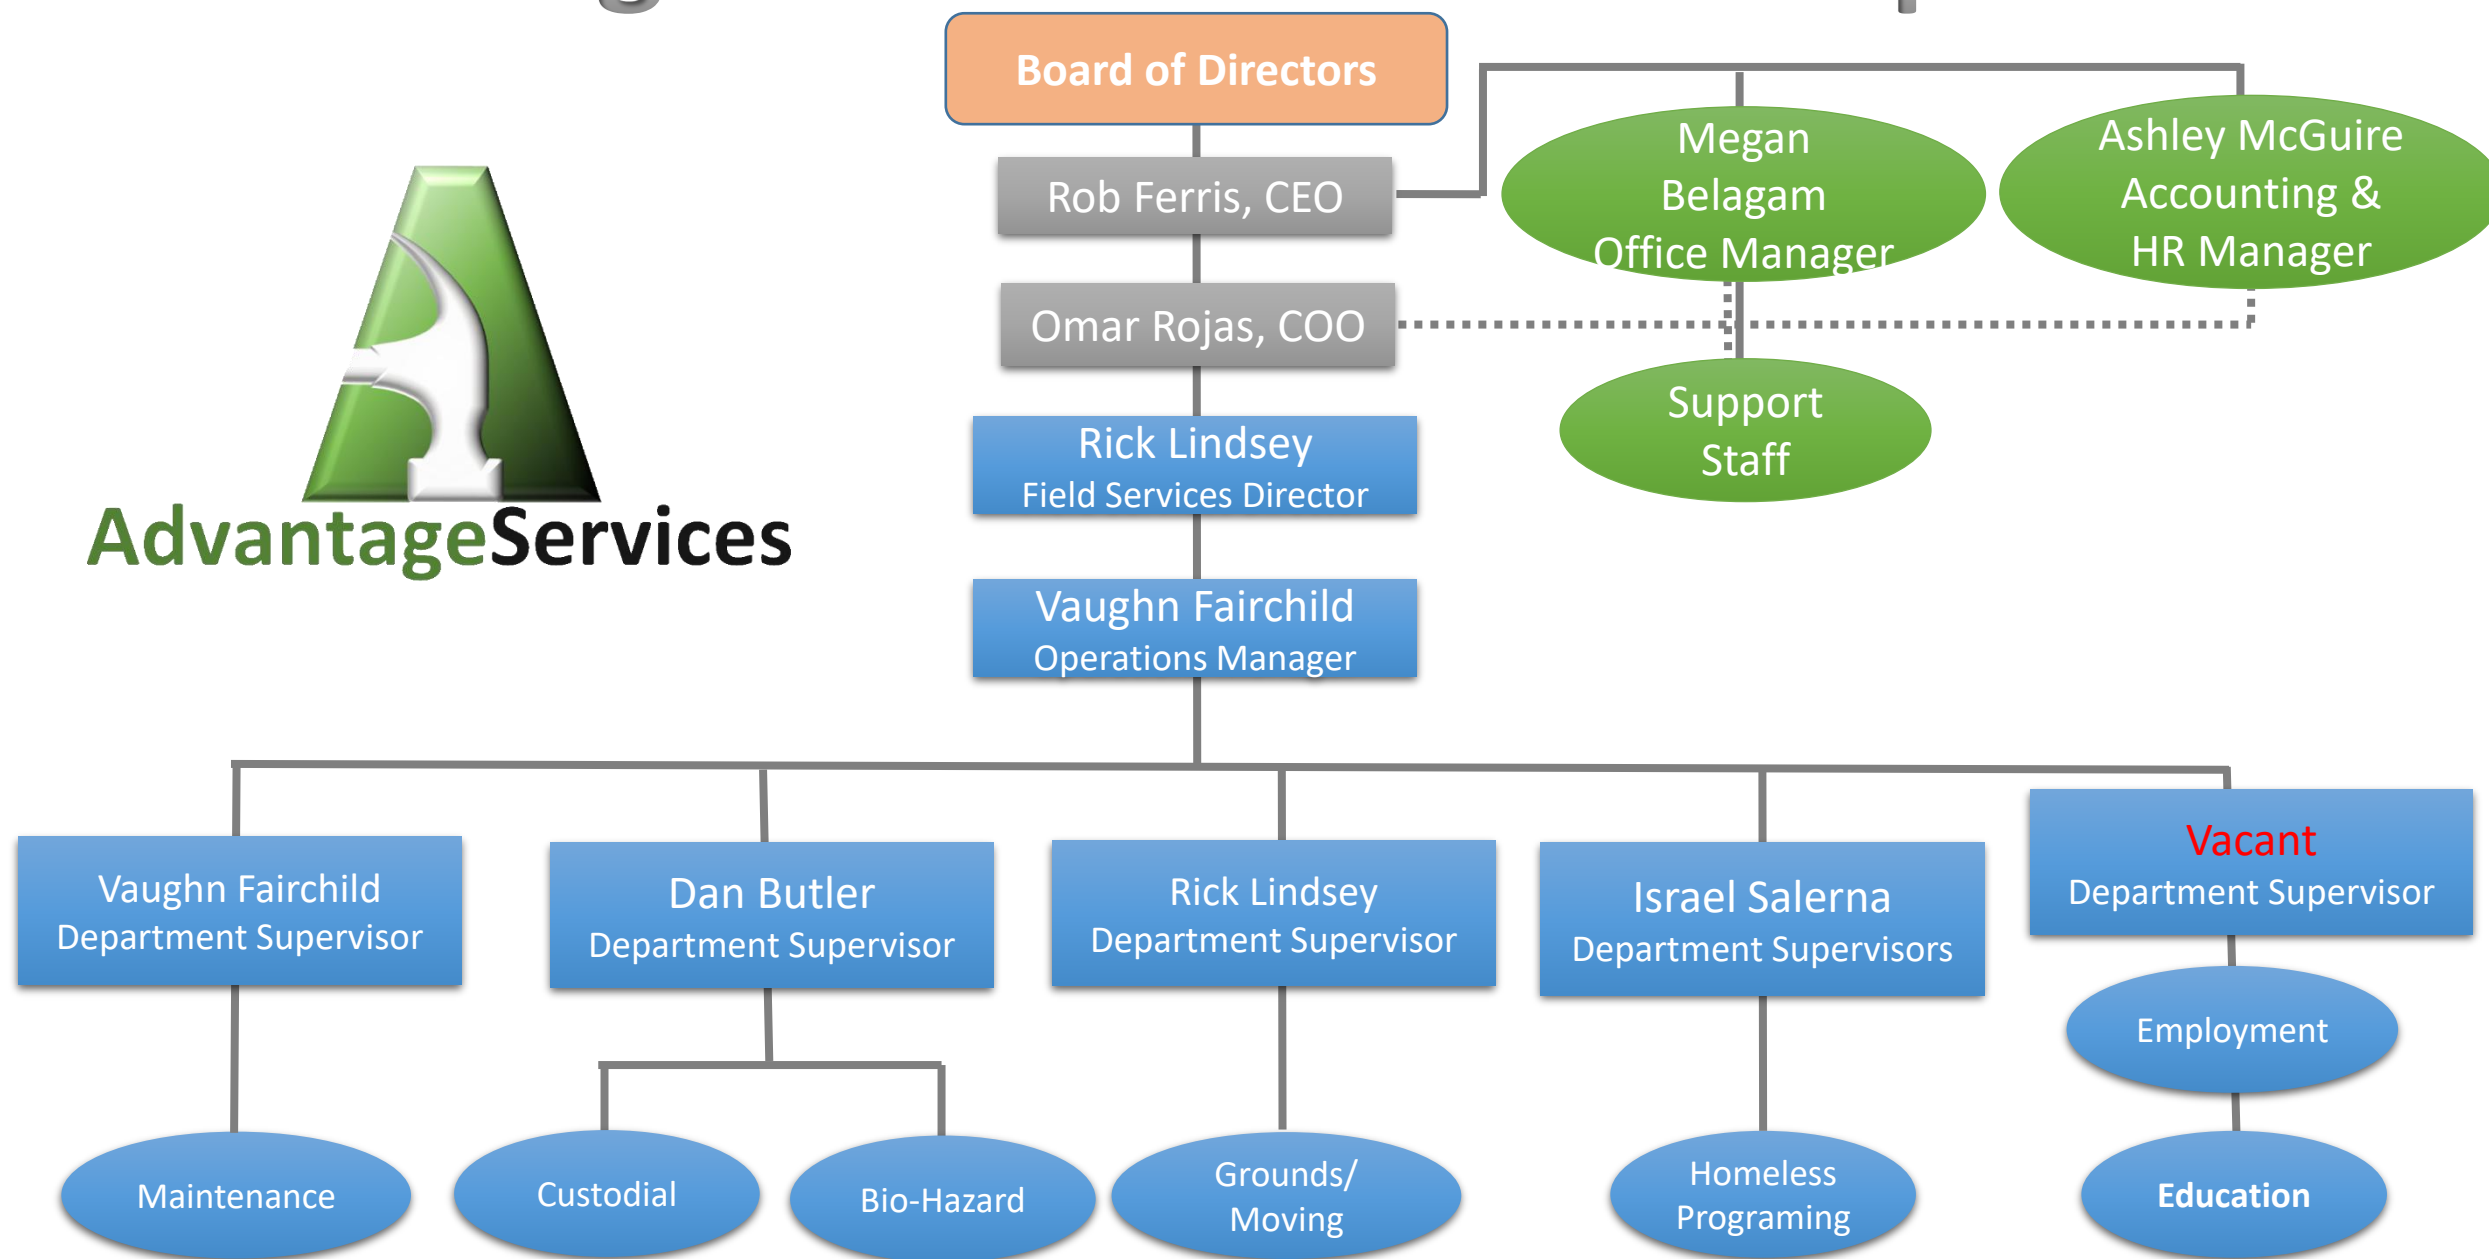 Board of Directors
Rob Ferris, CEO
Megan
Belagam
Office Manager
Ashley McGuire
Accounting &
HR Manager
Omar Rojas, COO
Support
Staff
Rick Lindsey
Field Services Director
AdvantageServices
Vaughn Fairchild
Operations Manager
Vaughn Fairchild
Department Supervisor
Dan Butler
Department Supervisor
Rick Lindsey
Department Supervisor
Israel Salerna
Department Supervisors
Vacant
Department Supervisor
Employment
Maintenance
Custodial
Bio-Hazard
Grounds/
Moving
Homeless
Programing
Education